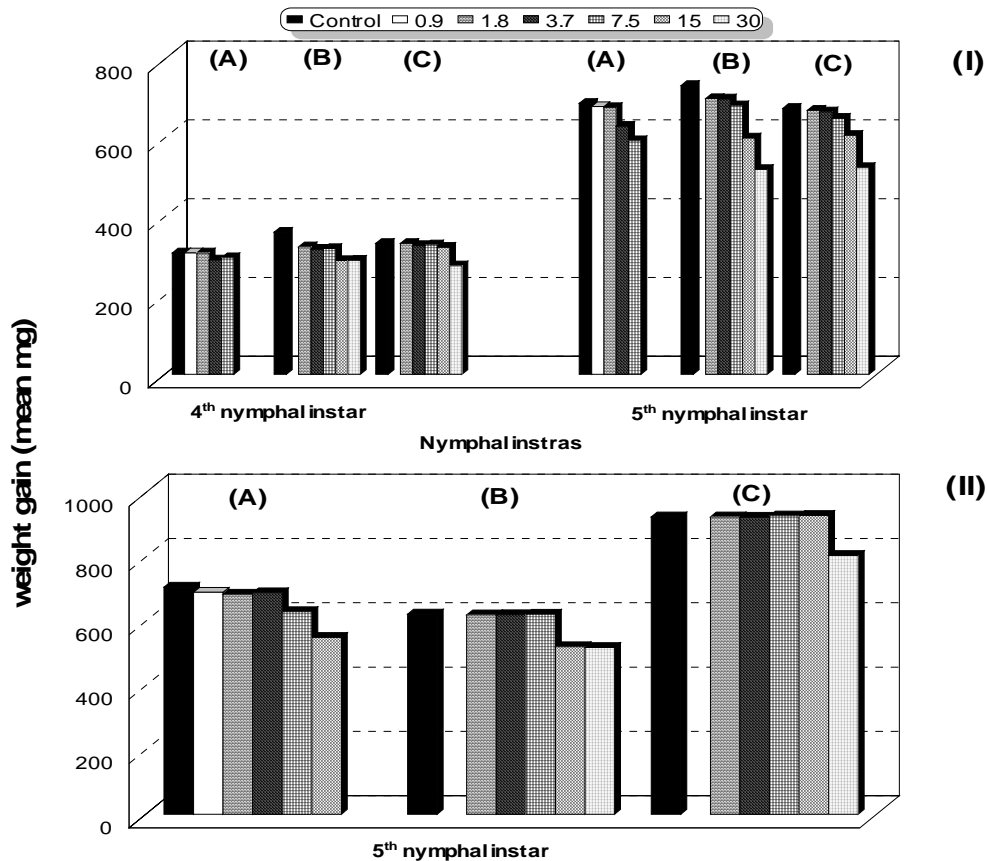 Control 0.9 1.8 3.7 7.5 15 30
(I)
800
600
400
200
0
(A) (B) (C) (A) (B) (C)
4th nymphal instar 5th nymphal instar
Nymphal instras
weight gain (mean mg)
(II)
1000
800
600
400
200
0
(A) (B) (C)
5th nymphal instar